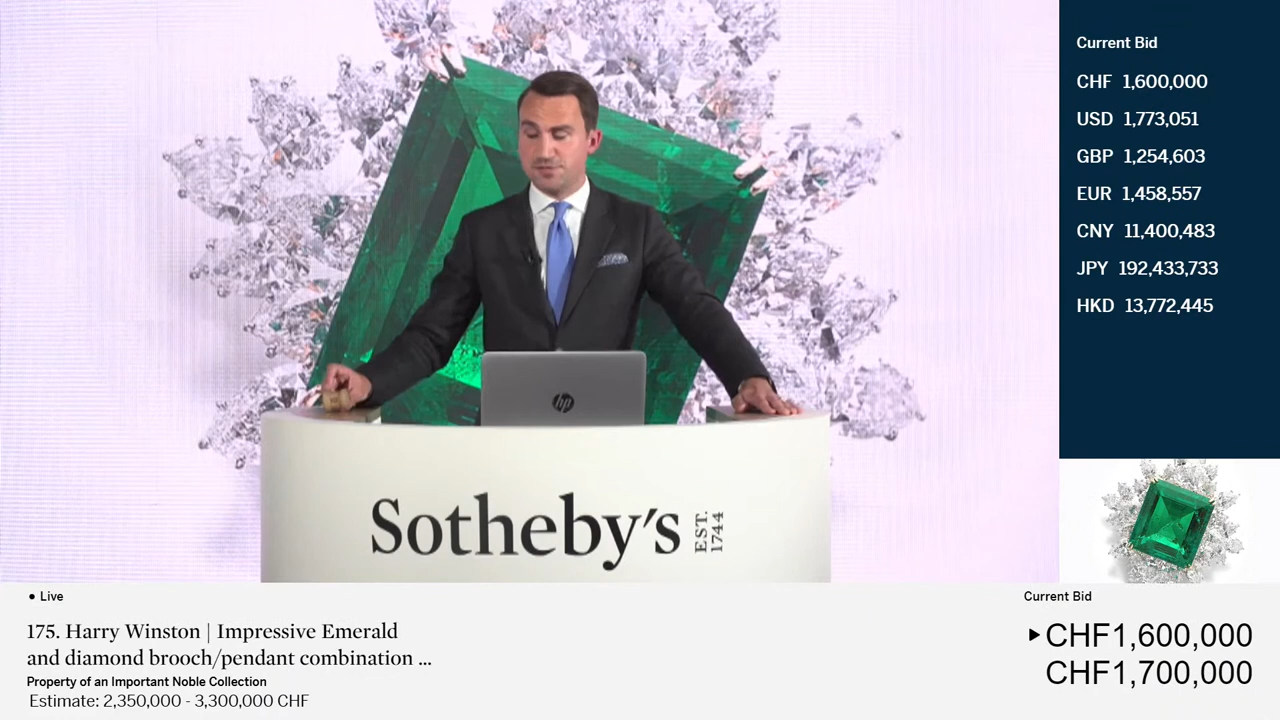 Current Bid
CHF 1,600,000
USD 1,773,051
GBP 1,254,603
EUR 1,458,557
CNY 11,400,483
JPY 192,433,733
HKD 13,772,445
hp
Sotheby's EST. 1744
• Live
175. Harry Winston | Impressive Emerald
and diamond brooch/pendant combination ...
Property of an Important Noble Collection
Estimate: 2,350,000 - 3,300,000 CHF
Current Bid
CHF1,600,000
CHF1,700,000